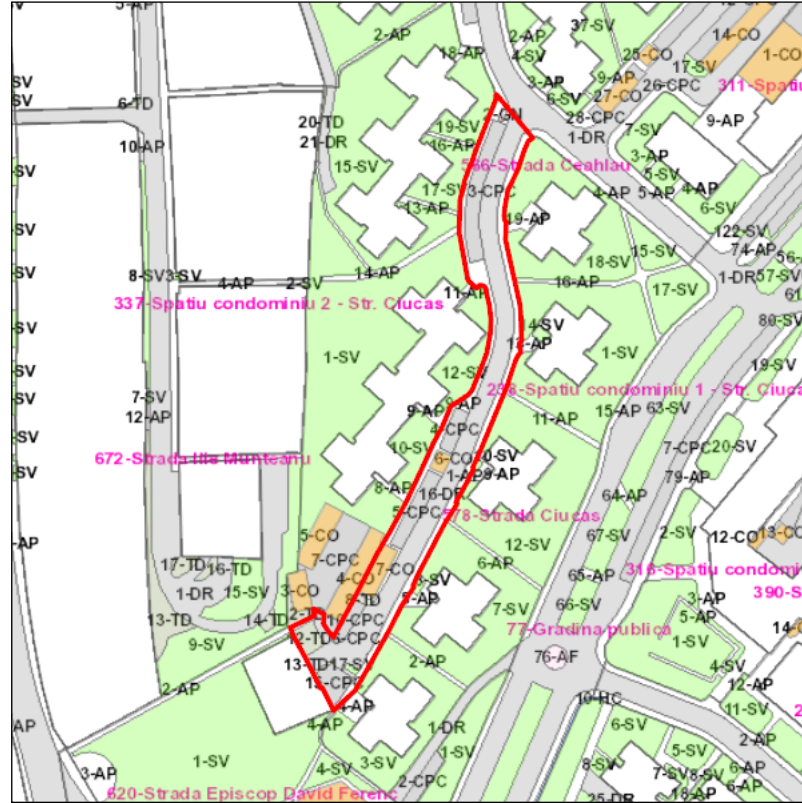 5-AP
2-AP
37-SV
12-CPC
14-CO
SV
18-AP
2-AP
4-SV
25-CO
1-CO
SV
3-AP
9-AP
17-SV
26-CPC
311-Spatiu
SV
6-TD
6-SV
27-CO
2-GN
28-CPC
20-TD
19-SV
9-AP
21-DR
16-AP
1-DR
7-SV
10-AP
3-AP
15-SV
566-Strada Ceahlau
5-SV
SV
17-SV
3-CPC
4-AP
5-AP
4-AP
13-AP
19-AP
6-SV
SV
122-SV
15-SV
74-AP
18-SV
SV
8-SV
3-SV
4-AP
2-SV
14-AP
16-AP
17-SV
1-DR
57-SV
11-AP
337-Spatiu condominiu 2 - Str. Ciucas
61
SV
14-SV
80-SV
1-SV
1-SV
12-SV
19-SV
SV
7-SV
238-Spatiu condominiu 1 - Str. Ciuca
SV
12-AP
9-AP
11-AP
15-AP
63-SV
4-CPC
SV
10-SV
7-CPC
20-SV
672-Strada Ilie Munteanu
6-CO
10-SV
SV
1-AP
9-AP
79-AP
8-AP
16-DR
64-AP
5-CPC
578-Strada Ciucas
5-CO
67-SV
2-SV
12-CO
13-CO
-AP
12-SV
7-CPC
6-AP
17-TD
16-TD
7-CO
65-AP
316-Spatiu condomi
4-CO
1-DR
15-SV
3-CO
390-S
66-SV
3-AP
7-SV
5-AP
13-TD
14-TD
77-Gradina publica
1-SV
14-
9-SV
12-TD
76-AF
2-AP
4-SV
2-AP
13-TD
17-SV
12-AP
10-HC
11-SV
AP
4-AP
1-DR
6-SV
2-AP
3-AP
1-SV
4-SV
3-SV
1-SV
5-SV
2-CPC
8-SV
7-SV
8-SV
6-AP
6-AP
620-Strada Episcop David Ferenc
25-DR
18-AP